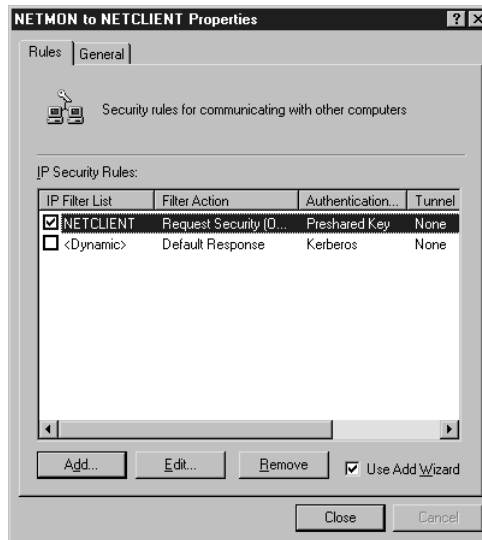 NETMON to NETCLIENT Properties
Rules General
Security rules for communicating with other computers
IP Security Rules:
IP Filter List Filter Action Authentication... Tunnel
NETCLIENT Request Security (O... Preshared Key None
<Dynamic> Default Response Kerberos None
Add... Edit... Remove Use Add Wizard
Close Cancel